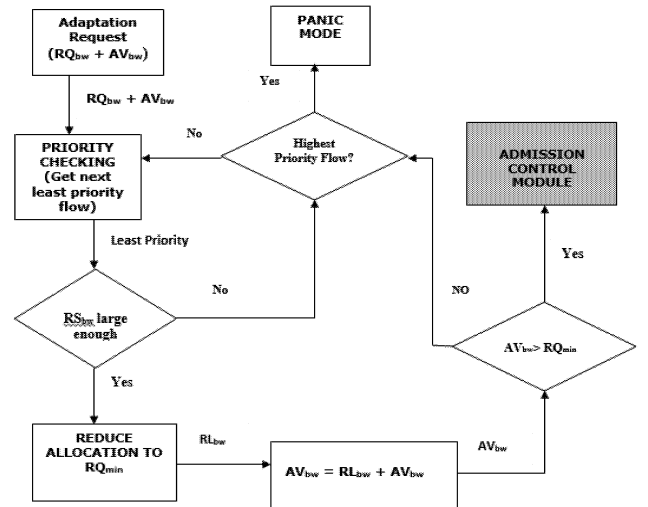 Adaptation
Request
(RQbw + AVbw)
RQbw + AVbw
PRIORITY
CHECKING
(Get next
least priority
flow)
Least Priority
RSbw large
enough
Yes
REDUCE
ALLOCATION TO
RQmin
RLbw
AVbw = RLbw + AVbw
AVbw
AVbw> RQmin
NO
Yes
ADMISSION
CONTROL
MODULE
No
Highest
Priority Flow?
No
Yes
PANIC
MODE